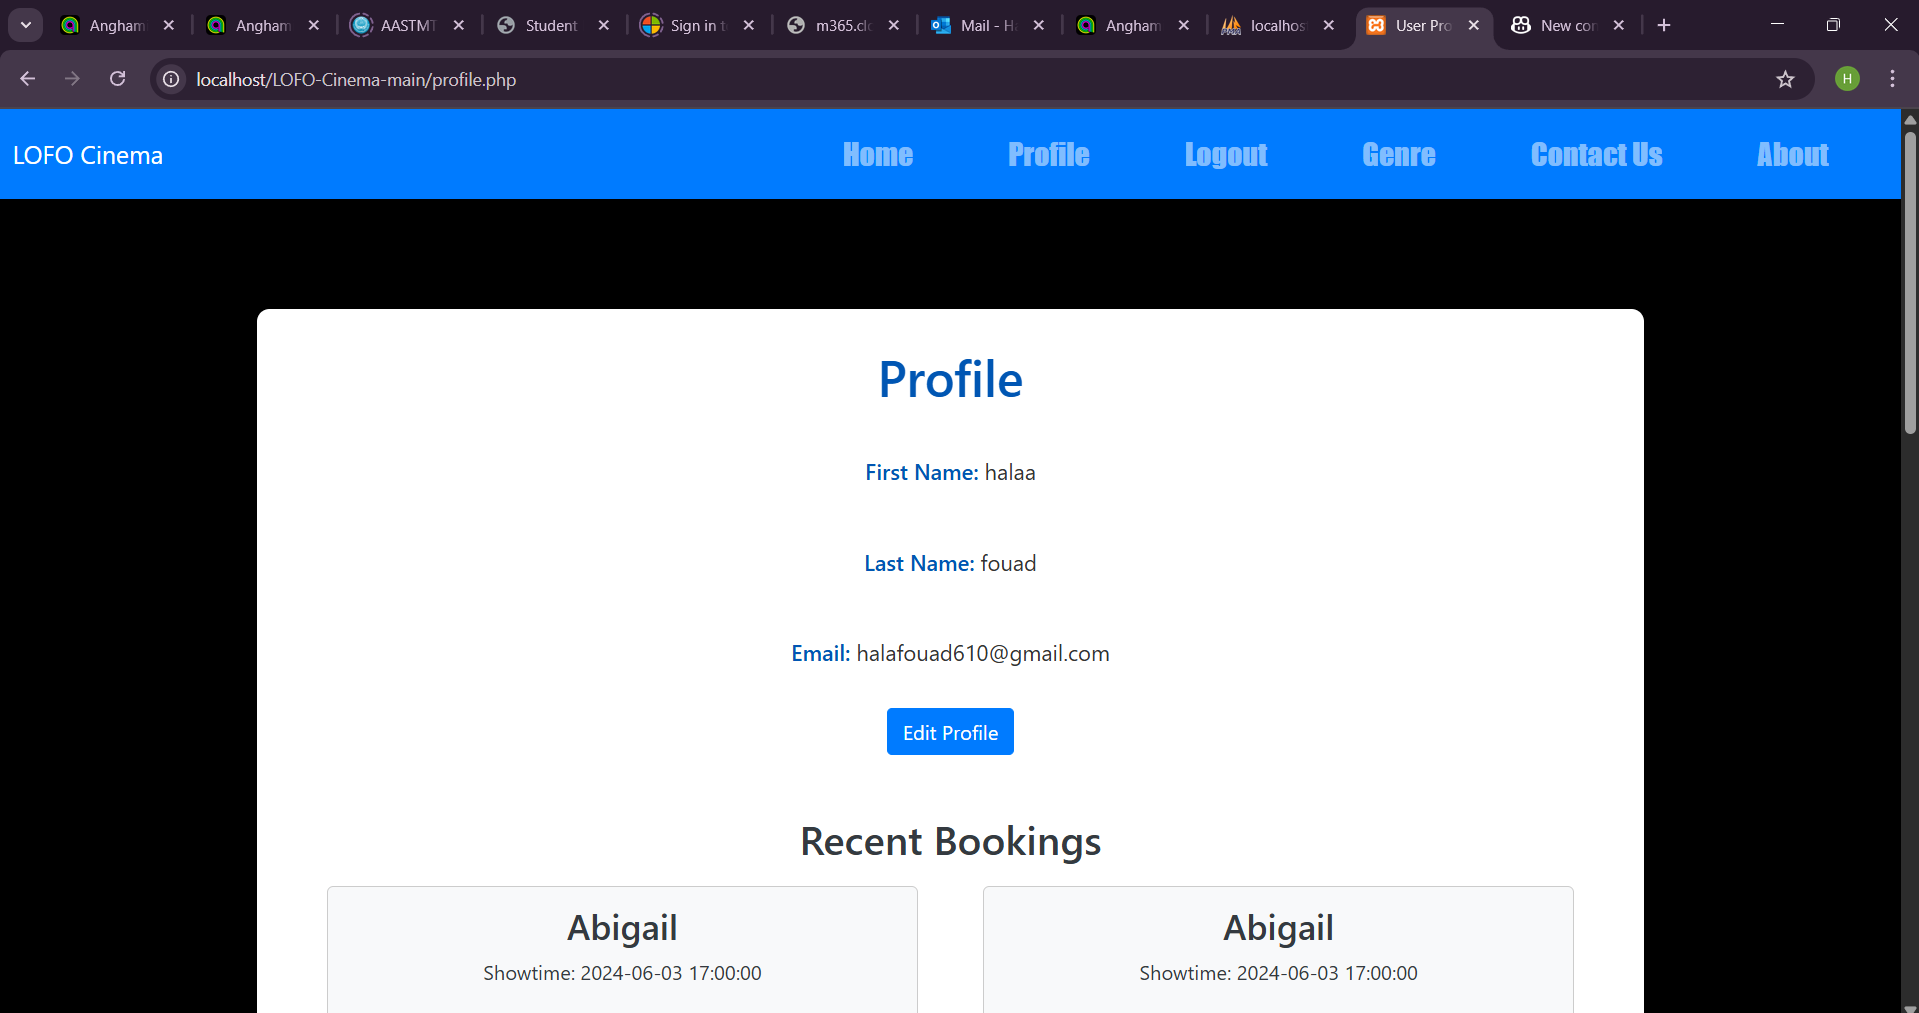 Angham
Angham
AASTMT
Student
Sign in t
m365.cl
Mail - H
Angham
localhos
User Pro
New con
localhost/LOFO-Cinema-main/profile.php
H
LOFO Cinema
Home
Profile
Logout
Genre
Contact Us
About
Profile
First Name: halaa
Last Name: fouad
Email: halafouad610@gmail.com
Edit Profile
Recent Bookings
Abigail
Showtime: 2024-06-03 17:00:00
Abigail
Showtime: 2024-06-03 17:00:00